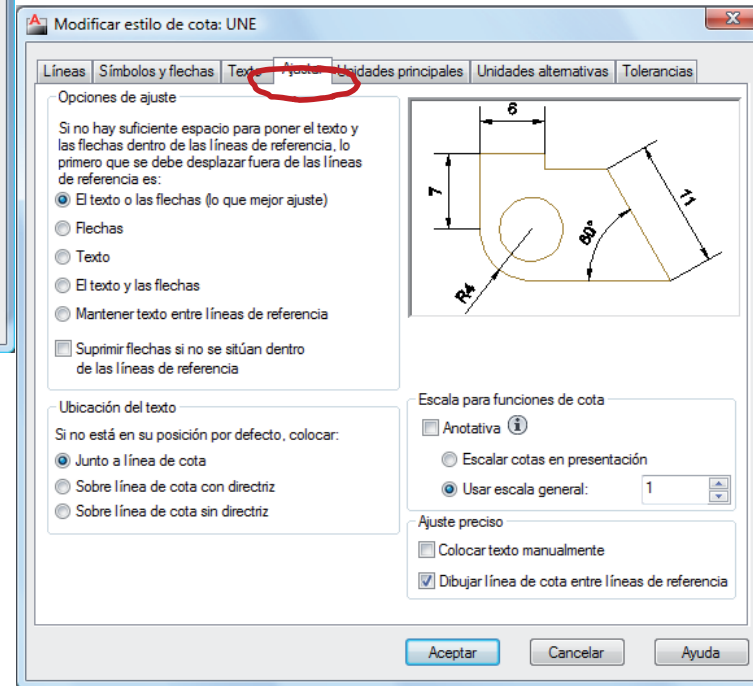 Modificar estilo de cota: UNE
Líneas
Símbolos y flechas
Texto
Ajustar
Unidades principales
Unidades alternativas
Tolerancias
Opciones de ajuste
Si no hay suficiente espacio para poner el texto y
las flechas dentro de las líneas de referencia, lo
primero que se debe desplazar fuera de las líneas
de referencia es:
El texto o las flechas (lo que mejor ajuste)
Flechas
Texto
El texto y las flechas
Mantener texto entre líneas de referencia
Suprimir flechas si no se sitúan dentro
de las líneas de referencia
Ubicación del texto
Si no está en su posición por defecto, colocar:
Junto a línea de cota
Sobre línea de cota con directriz
Sobre línea de cota sin directriz
6
7
11
60°
R4
Escala para funciones de cota
Anotativa
Escalar cotas en presentación
Usar escala general:
1
Ajuste preciso
Colocar texto manualmente
Dibujar línea de cota entre líneas de referencia
Aceptar
Cancelar
Ayuda